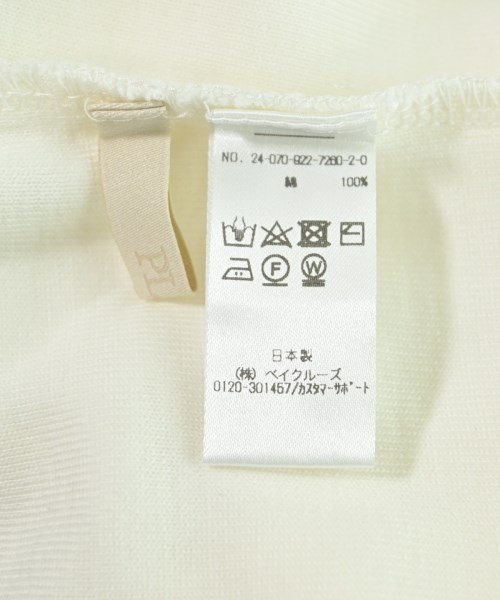 NO. 24-070-922-7280-2-0
M 100%
F W
日本製
(株) ベイクルーズ
0120-301457/カスタマーサポート